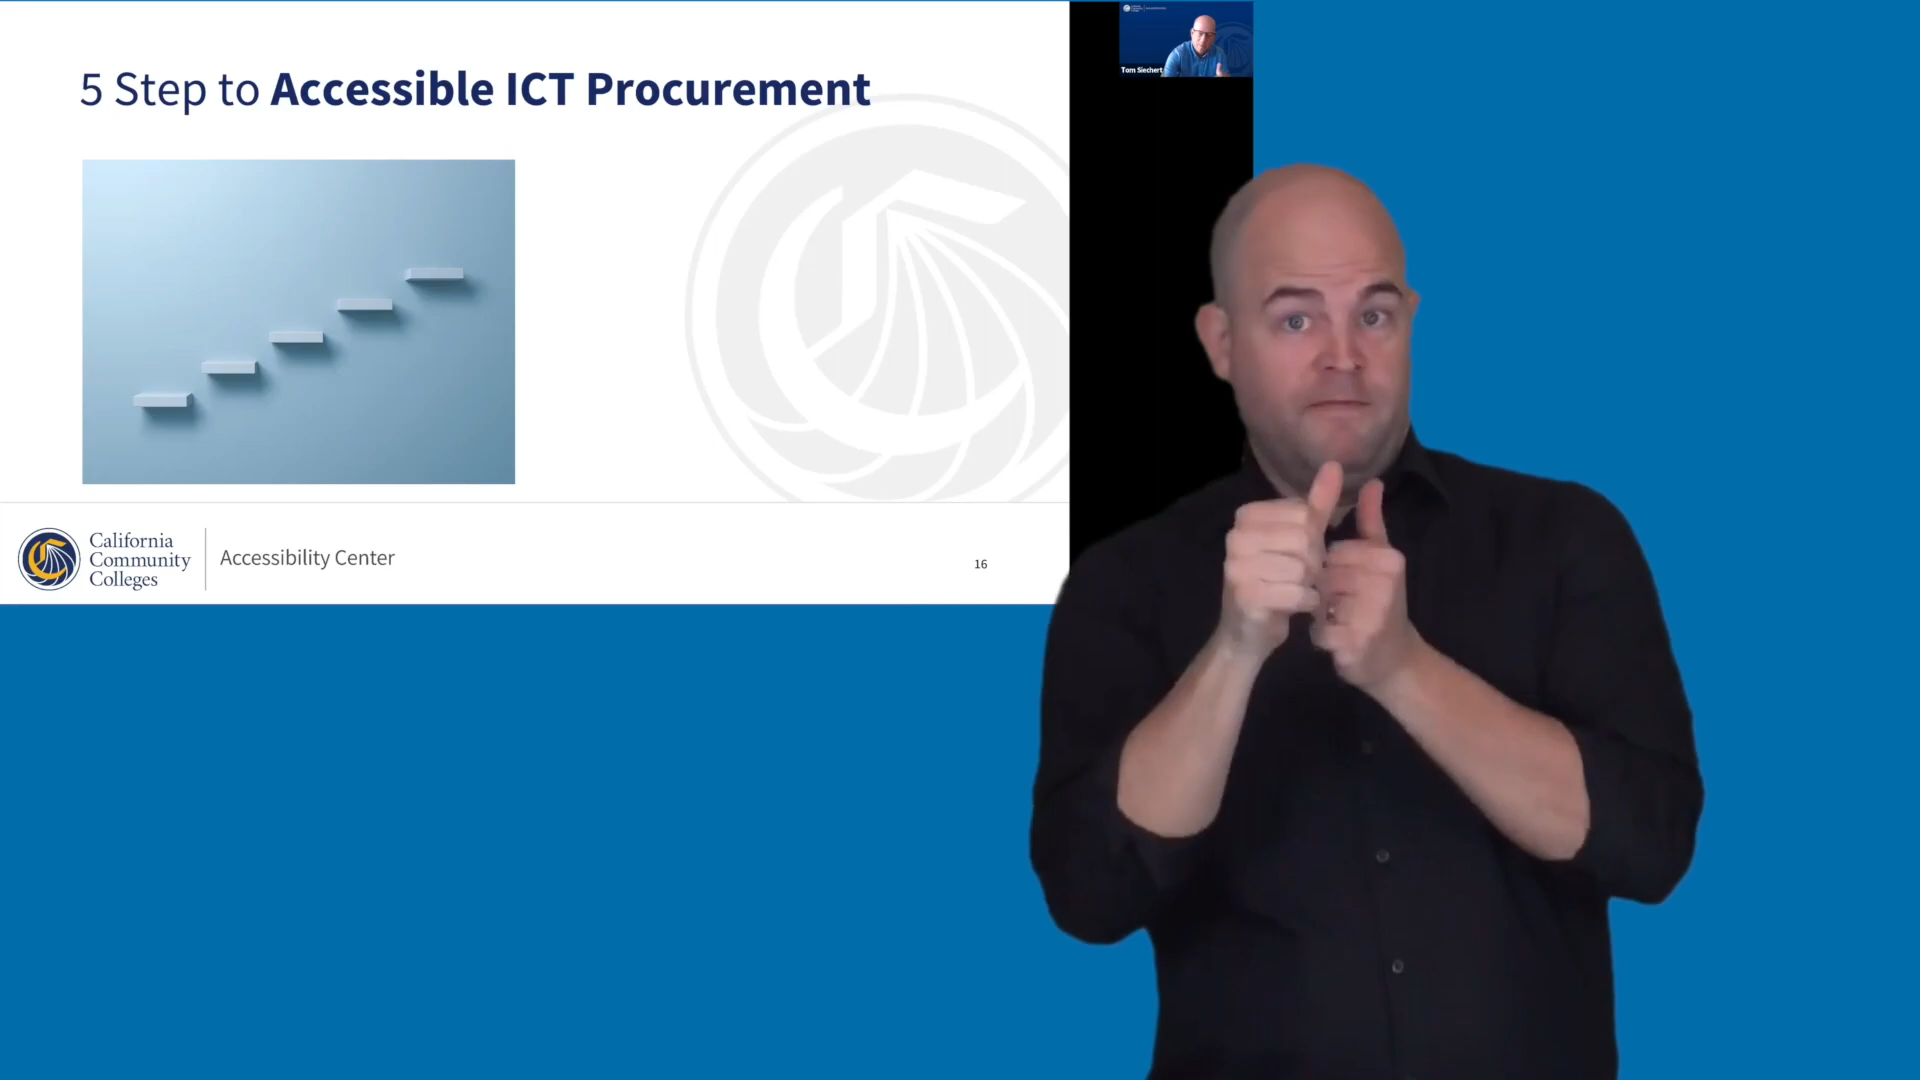 5 Step to Accessible ICT Procurement
Tom Siechert
California
Community
Colleges
Accessibility Center
16